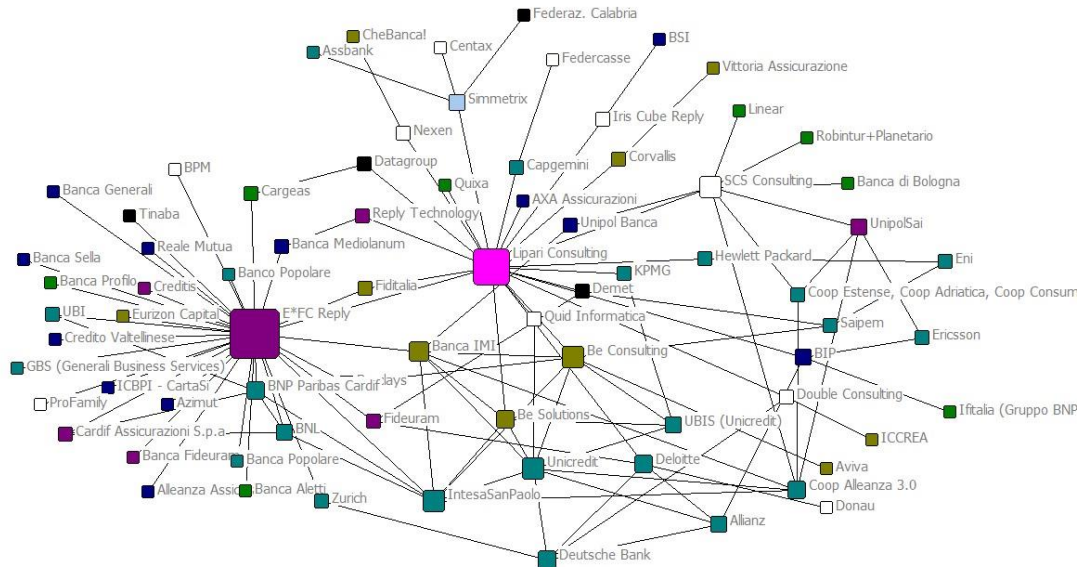 Federaz. Calabria
CheBanca!
Centax
BSI
Assbank
Federcasse
Vittoria Assicurazione
Simmetrix
Linear
Iris Cube Reply
Nexen
Robintur+Planetario
Datagroup
Corvallis
BPM
Capgemini
SCS Consulting
Banca di Bologna
Banca Generali
Cargeas
Quixa
AXA Assicurazioni
Tinaba
Reply Technology
Unipol Banca
UnipolSai
Reale Mutua
Banca Mediolanum
Lipari Consulting
Banca Sella
Hewlett Packard
Eni
Banco Popolare
KPMG
Banca Profilo
Creditis
Fiditalia
Demet
Coop Estense, Coop Adriatica, Coop Consum
UBI
Eurizon Capital
E*FC Reply
Quid Informatica
Saipem
Credito Valtellinese
Ericsson
Banca IMI
Be Consulting
BIP
GBS (Generali Business Services)
ICBPI - CartaSi
BNP Paribas Cardif
Double Consulting
ProFamily
Azimut
Ifitalia (Gruppo BNP
Fideuram
Be Solutions
UBIS (Unicredit)
Cardif Assicurazioni S.p.a
BNL
ICCREA
Banca Fideuram
Banca Popolare
Unicredit
Deloitte
Aviva
Alleanza Assic
Banca Aletti
Zurich
IntesaSanPaolo
Coop Alleanza 3.0
Donau
Allianz
Deutsche Bank